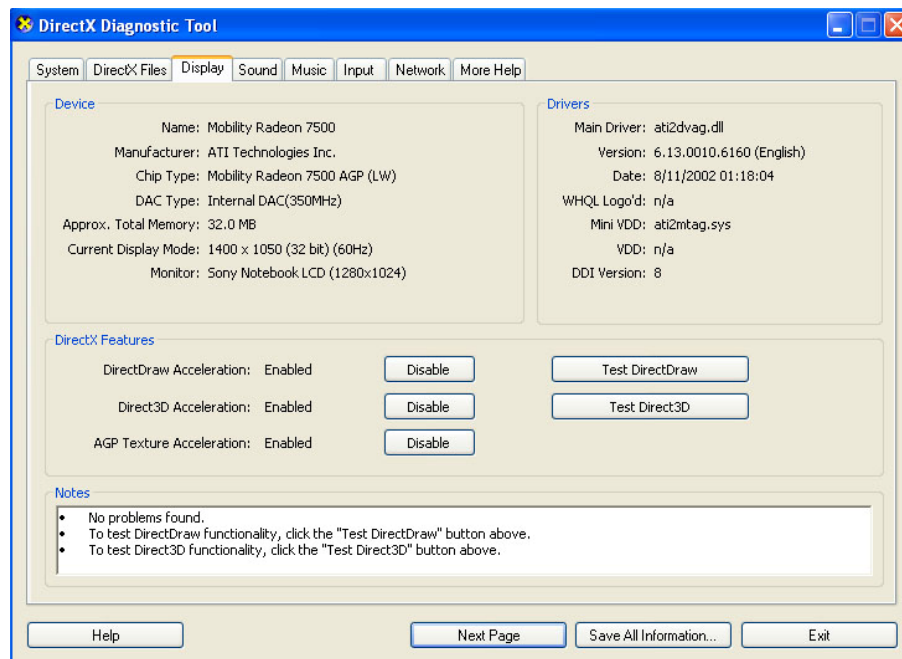 DirectX Diagnostic Tool
System DirectX Files Display Sound Music Input Network More Help
Device
Name: Mobility Radeon 7500
Manufacturer: ATI Technologies Inc.
Chip Type: Mobility Radeon 7500 AGP (LW)
DAC Type: Internal DAC(350MHz)
Approx. Total Memory: 32.0 MB
Current Display Mode: 1400 x 1050 (32 bit) (60Hz)
Monitor: Sony Notebook LCD (1280x1024)
Drivers
Main Driver: ati2dvag.dll
Version: 6.13.0010.6160 (English)
Date: 8/11/2002 01:18:04
WHQL Logo'd: n/a
Mini VDD: ati2mtag.sys
VDD: n/a
DDI Version: 8
DirectX Features
DirectDraw Acceleration: Enabled Disable Test DirectDraw
Direct3D Acceleration: Enabled Disable Test Direct3D
AGP Texture Acceleration: Enabled Disable
Notes
• No problems found.
• To test DirectDraw functionality, click the "Test DirectDraw" button above.
• To test Direct3D functionality, click the "Test Direct3D" button above.
Help Next Page Save All Information... Exit